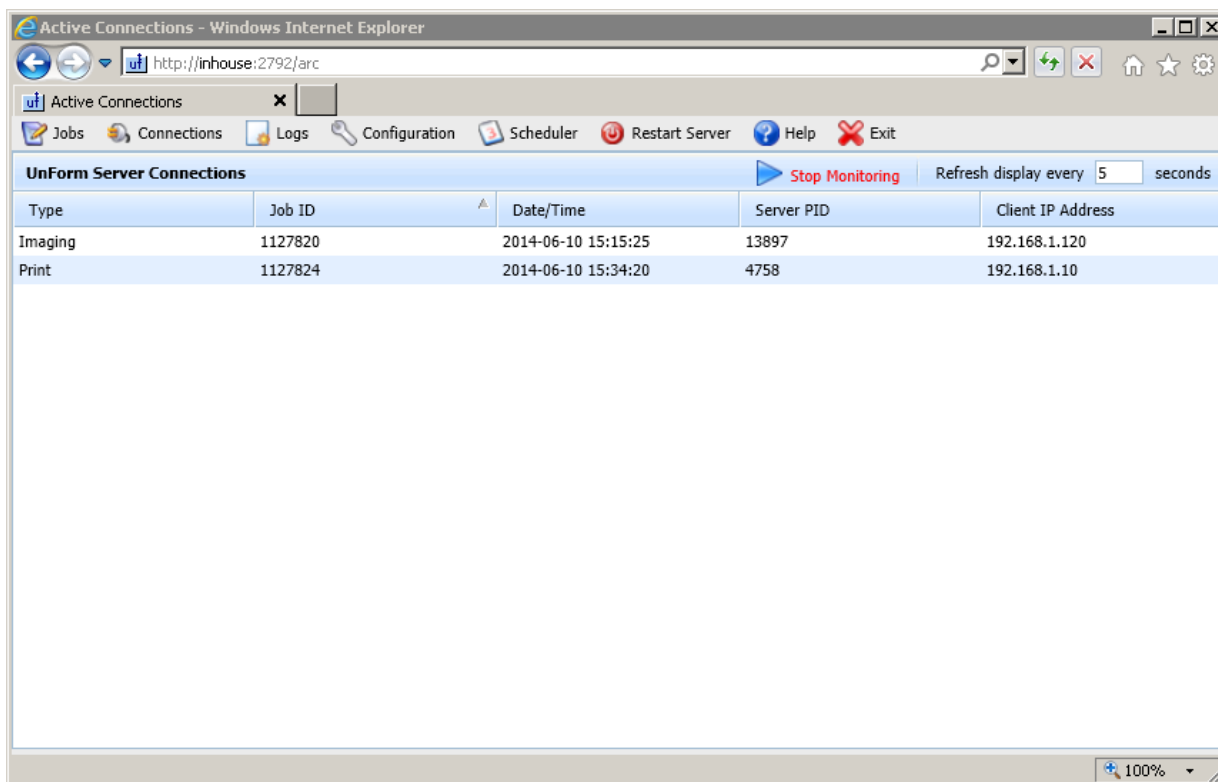 Active Connections - Windows Internet Explorer
uf http://inhouse:2792/arc
uf Active Connections
Jobs Connections Logs Configuration 3 Scheduler Restart Server ? Help Exit
UnForm Server Connections Stop Monitoring Refresh display every 5 seconds
Type Job ID Date/Time Server PID Client IP Address
Imaging 1127820 2014-06-10 15:15:25 13897 192.168.1.120
Print 1127824 2014-06-10 15:34:20 4758 192.168.1.10
100%